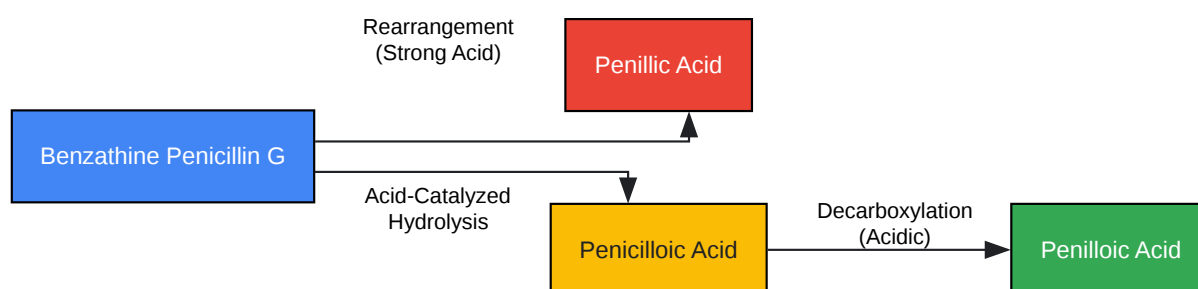 Rearrangement
(Strong Acid)
Penillic Acid
Benzathine Penicillin G
Acid-Catalyzed
Hydrolysis
Penicilloic Acid
Decarboxylation
(Acidic)
Penilloic Acid